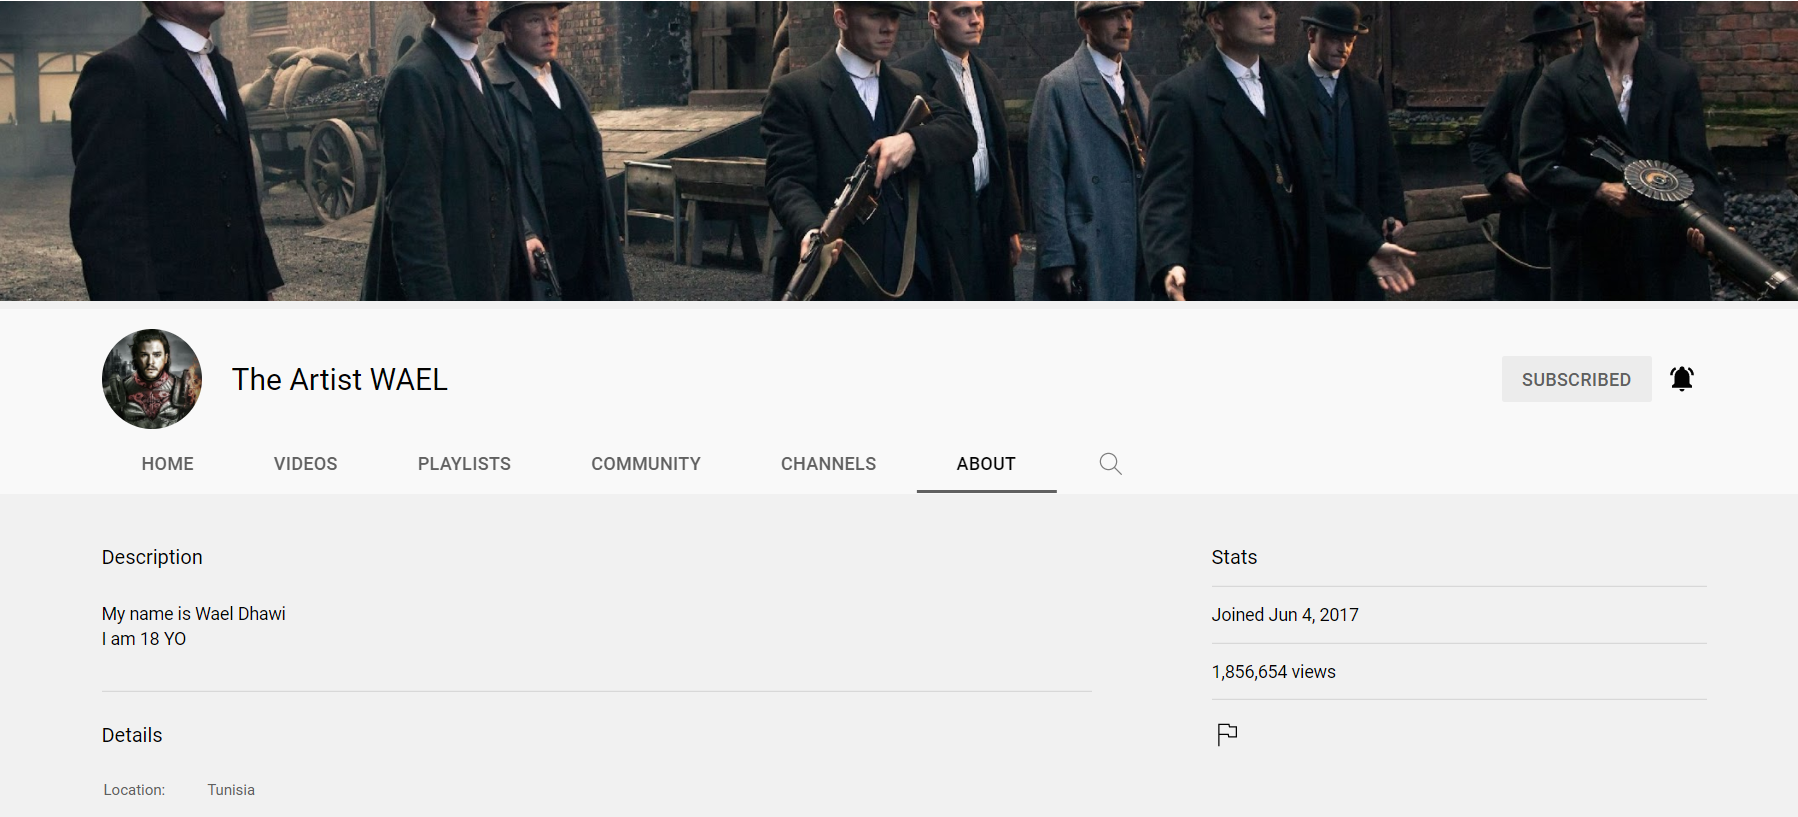 The Artist WAEL
SUBSCRIBED
HOME VIDEOS PLAYLISTS COMMUNITY CHANNELS ABOUT
Description
My name is Wael Dhawi
I am 18 YO
Details
Location: Tunisia
Stats
Joined Jun 4, 2017
1,856,654 views